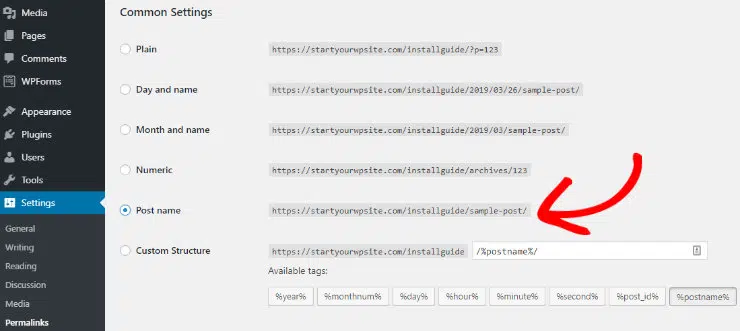 Media
Pages
Comments
WPForms
Appearance
Plugins
Users
Tools
Settings
General
Writing
Reading
Discussion
Media
Permalinks
Common Settings
Plain https://startyourwpsite.com/installguide/?p=123
Day and name https://startyourwpsite.com/installguide/2019/03/26/sample-post/
Month and name https://startyourwpsite.com/installguide/2019/03/sample-post/
Numeric https://startyourwpsite.com/installguide/archives/123
Post name https://startyourwpsite.com/installguide/sample-post/
Custom Structure https://startyourwpsite.com/installguide /%postname%/
Available tags:
%year% %monthnum% %day% %hour% %minute% %second% %post_id% %postname%